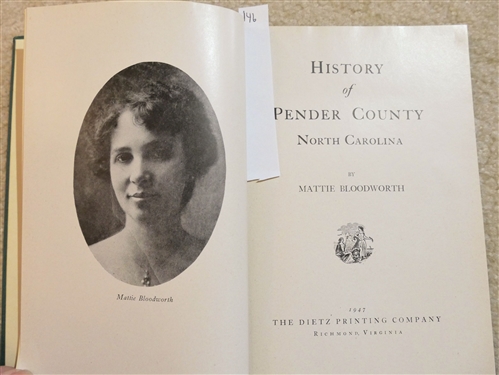 Mattie Bloodworth
146
HISTORY
of
PENDER COUNTY
NORTH CAROLINA
BY
MATTIE BLOODWORTH
1947
THE DIETZ PRINTING COMPANY
RICHMOND, VIRGINIA